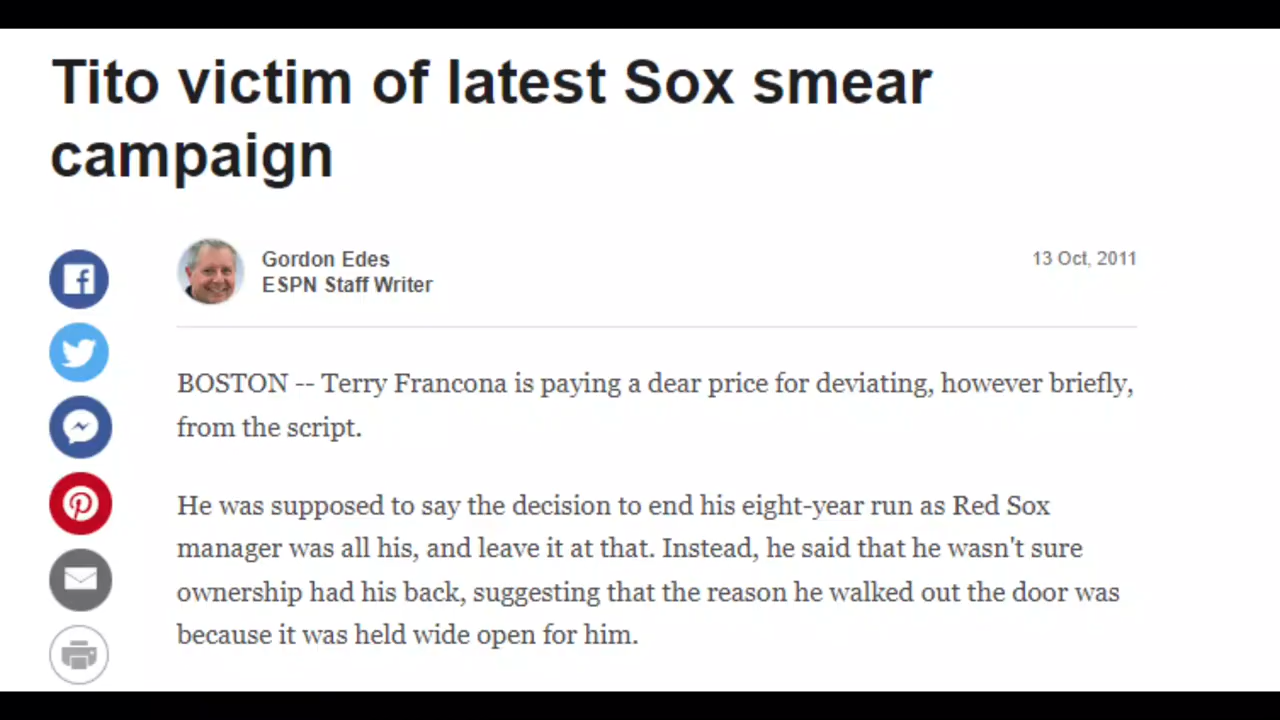 Tito victim of latest Sox smear
campaign
Gordon Edes
ESPN Staff Writer
13 Oct, 2011
BOSTON -- Terry Francona is paying a dear price for deviating, however briefly,
from the script.
He was supposed to say the decision to end his eight-year run as Red Sox
manager was all his, and leave it at that. Instead, he said that he wasn't sure
ownership had his back, suggesting that the reason he walked out the door was
because it was held wide open for him.